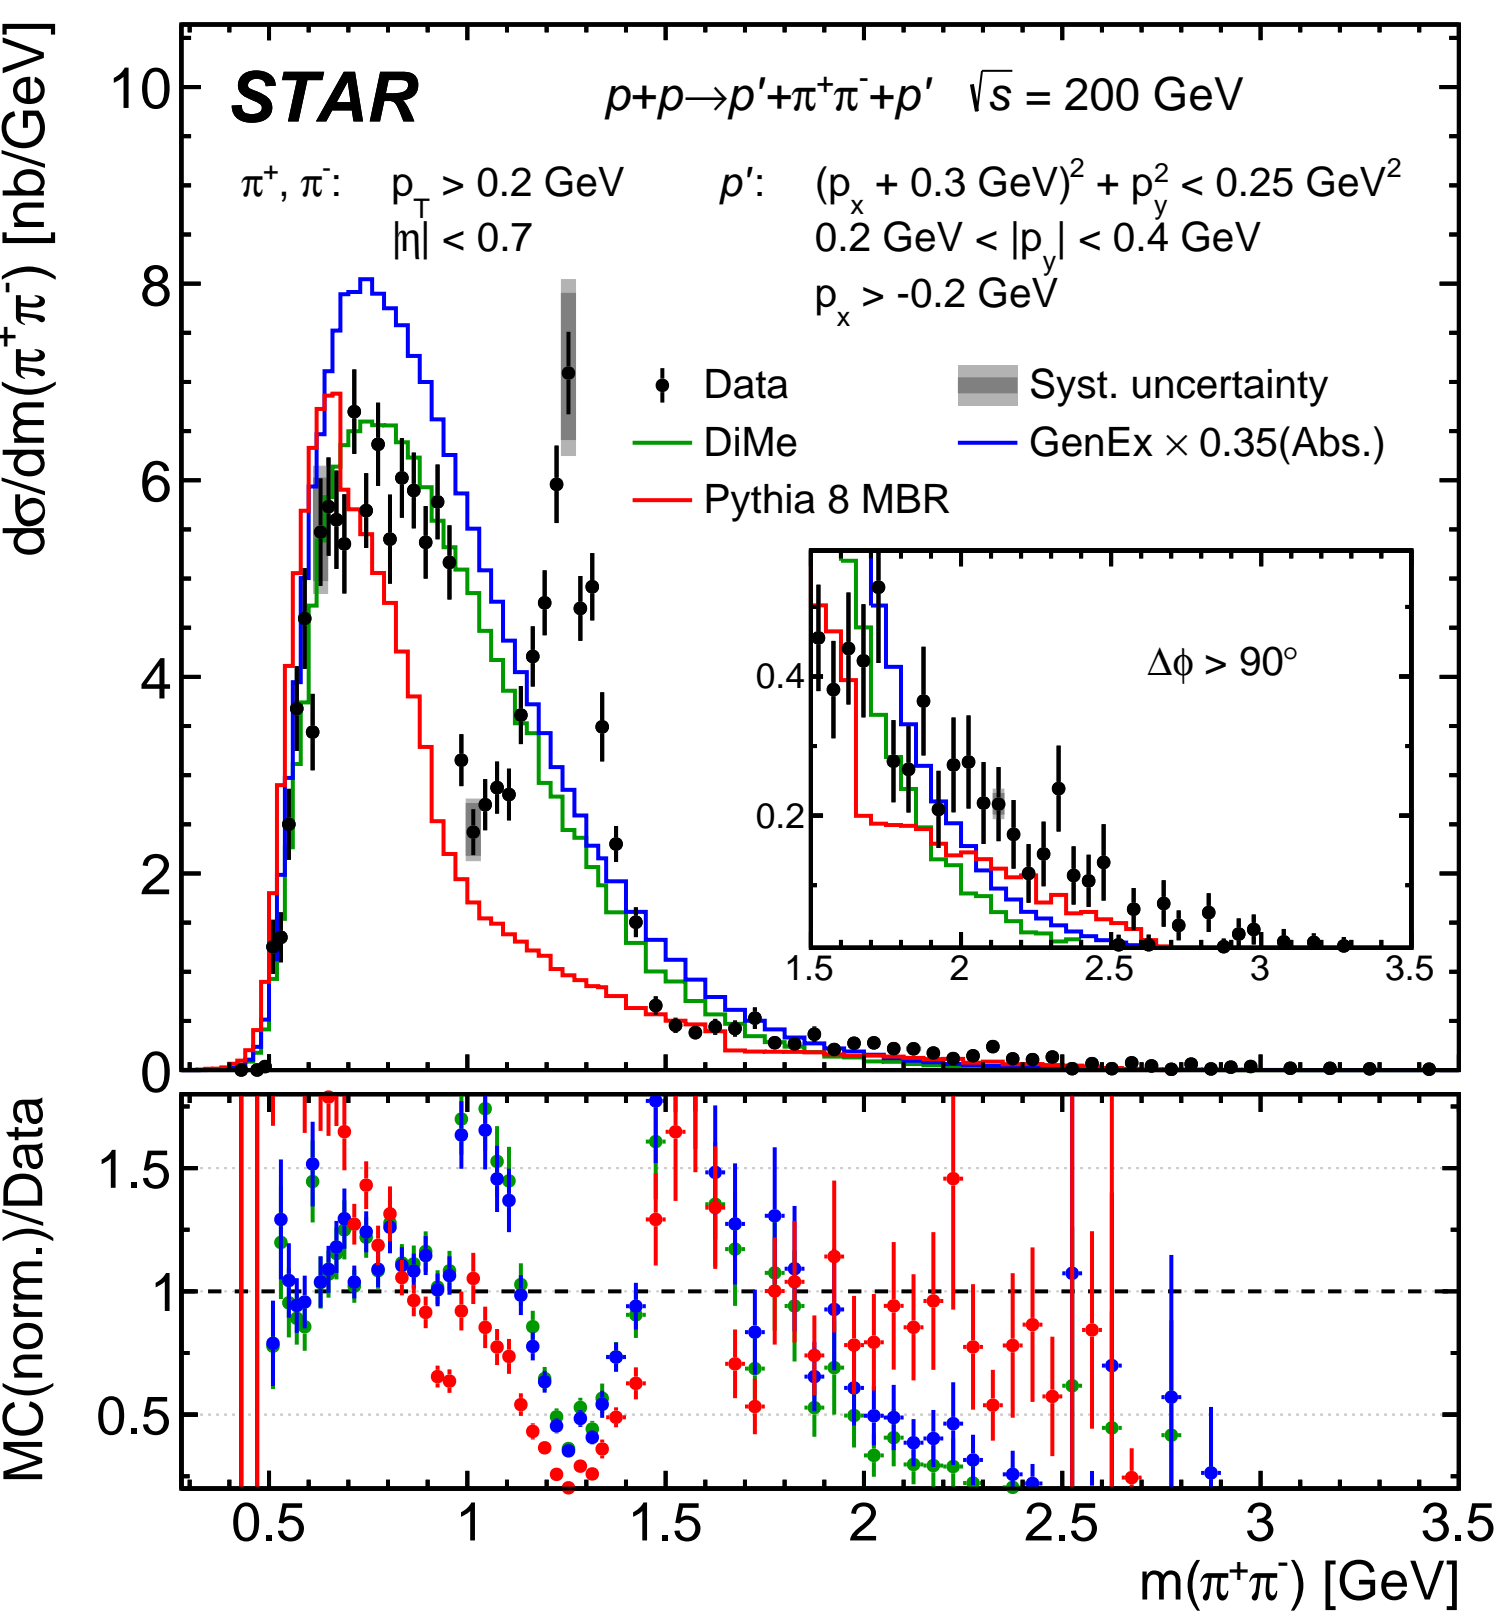 STAR p+p→p′+π⁺π⁻+p′ √s = 200 GeV
π⁺, π⁻: p_T > 0.2 GeV p′: (p_x + 0.3 GeV)² + p_y² < 0.25 GeV²
|η| < 0.7 0.2 GeV < |p_y| < 0.4 GeV
p_x > -0.2 GeV
Data Syst. uncertainty
DiMe GenEx × 0.35(Abs.)
Pythia 8 MBR
dσ/dm(π⁺π⁻) [nb/GeV]
10
8
6
4
2
0
Δϕ > 90°
0.4
0.2
1.5 2 2.5 3 3.5
MC(norm.)/Data
1.5
1
0.5
0.5 1 1.5 2 2.5 3 3.5
m(π⁺π⁻) [GeV]